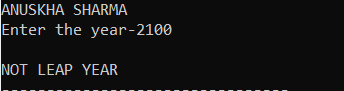 ANUSKHA SHARMA
Enter the year-2100
NOT LEAP YEAR
--------------------------------